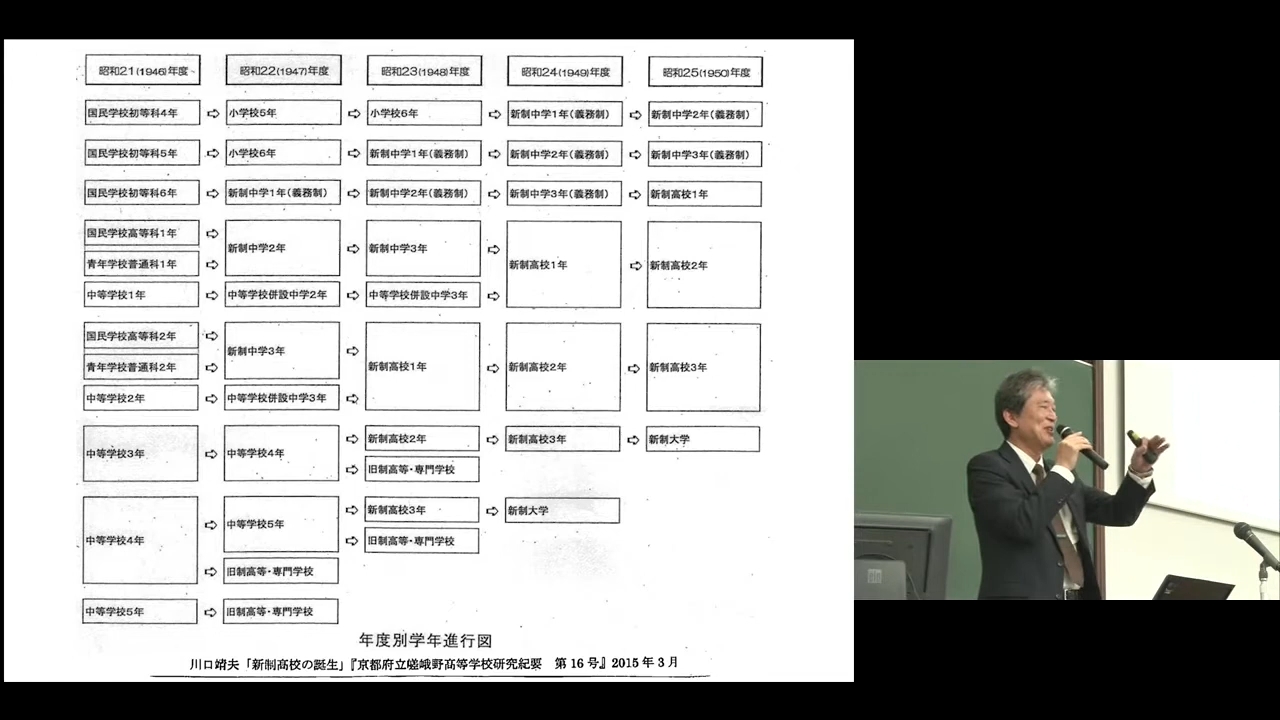 昭和21(1946)年度 昭和22(1947)年度 昭和23(1948)年度 昭和24(1949)年度 昭和25(1950)年度
国民学校初等科4年 ⇨ 小学校5年 ⇨ 小学校6年 ⇨ 新制中学1年(義務制) ⇨ 新制中学2年(義務制)
国民学校初等科5年 ⇨ 小学校6年 ⇨ 新制中学1年(義務制) ⇨ 新制中学2年(義務制) ⇨ 新制中学3年(義務制)
国民学校初等科6年 ⇨ 新制中学1年(義務制) ⇨ 新制中学2年(義務制) ⇨ 新制中学3年(義務制) ⇨ 新制高校1年
国民学校高等科1年 ⇨
新制中学2年 ⇨ 新制中学3年 ⇨
青年学校普通科1年 ⇨
新制高校1年 ⇨ 新制高校2年
中等学校1年 ⇨ 中等学校併設中学2年 ⇨ 中等学校併設中学3年 ⇨
国民学校高等科2年 ⇨
新制中学3年 ⇨
青年学校普通科2年 ⇨
新制高校1年 ⇨ 新制高校2年 ⇨ 新制高校3年
中等学校2年 ⇨ 中等学校併設中学3年 ⇨
中等学校3年 ⇨ 中等学校4年 ⇨ 新制高校2年 ⇨ 新制高校3年 ⇨ 新制大学
⇨ 旧制高等・専門学校
中等学校4年 ⇨ 中等学校5年 ⇨ 新制高校3年 ⇨ 新制大学
⇨ 旧制高等・専門学校
⇨ 旧制高等・専門学校
中等学校5年 ⇨ 旧制高等・専門学校
年度別学年進行図
川口靖夫「新制高校の誕生」『京都府立嵯峨野高等学校研究紀要 第16号』2015年3月